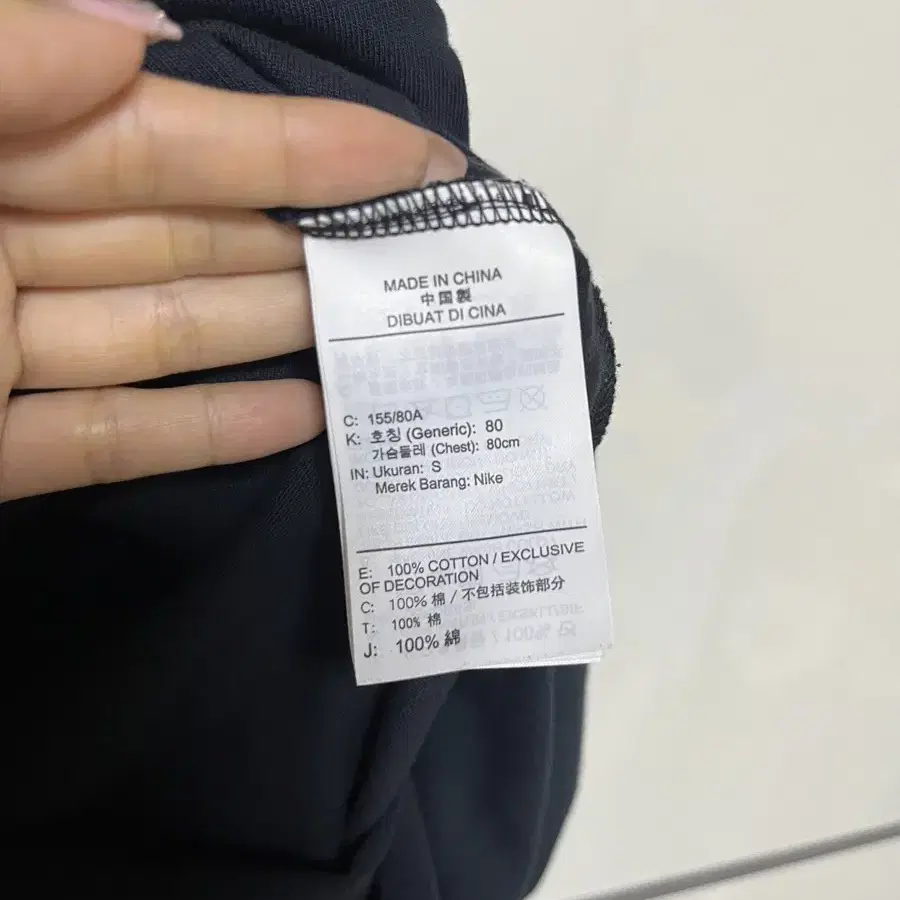 MADE IN CHINA
中国製
DIBUAT DI CINA
C: 155/80A
K: 호칭 (Generic): 80
가슴둘레 (Chest): 80cm
IN: Ukuran: S
Merek Barang: Nike
E: 100% COTTON / EXCLUSIVE
OF DECORATION
C: 100% 棉 / 不包括装饰部分
T: 100% 棉
J: 100% 綿